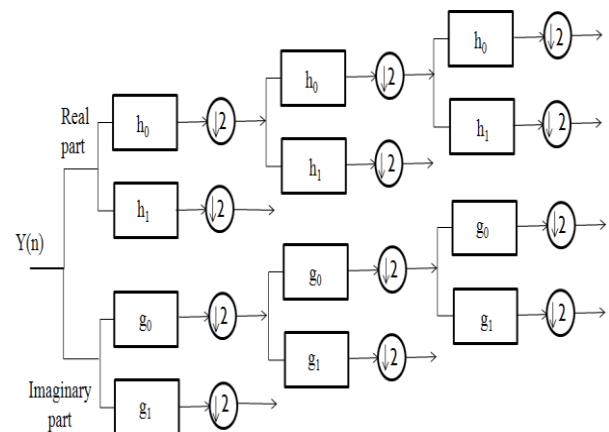 h₀ ↓2
h₀ ↓2
h₁ ↓2
Real
part
h₀ ↓2
h₁ ↓2
h₁ ↓2
Y(n)
g₀ ↓2
g₀ ↓2
g₁ ↓2
g₀ ↓2
g₁ ↓2
Imaginary
part
g₁ ↓2